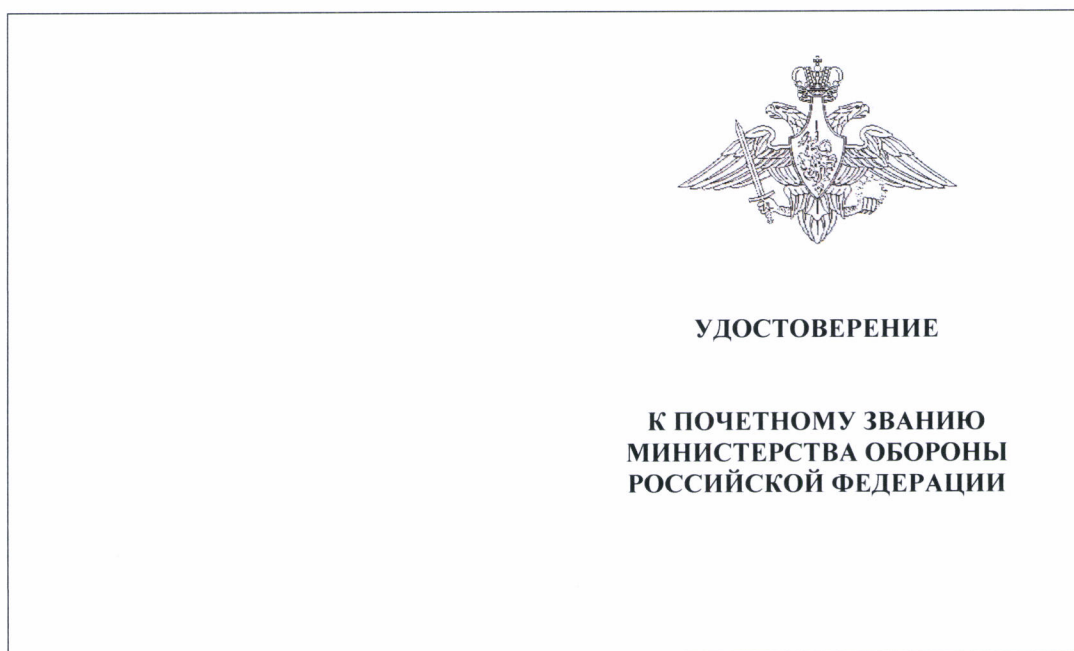 УДОСТОВЕРЕНИЕ
К ПОЧЕТНОМУ ЗВАНИЮ
МИНИСТЕРСТВА ОБОРОНЫ
РОССИЙСКОЙ ФЕДЕРАЦИИ